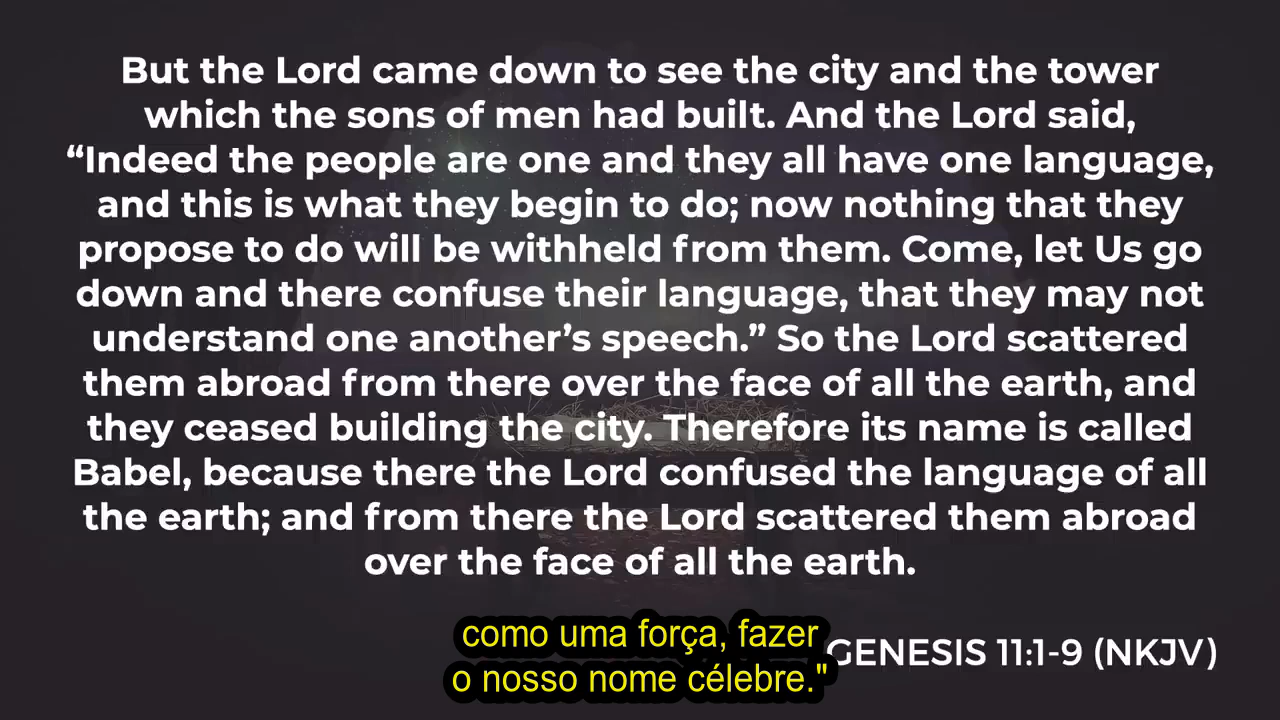 But the Lord came down to see the city and the tower
which the sons of men had built. And the Lord said,
“Indeed the people are one and they all have one language,
and this is what they begin to do; now nothing that they
propose to do will be withheld from them. Come, let Us go
down and there confuse their language, that they may not
understand one another’s speech.” So the Lord scattered
them abroad from there over the face of all the earth, and
they ceased building the city. Therefore its name is called
Babel, because there the Lord confused the language of all
the earth; and from there the Lord scattered them abroad
over the face of all the earth.
como uma força, fazer
o nosso nome célebre."
GENESIS 11:1-9 (NKJV)